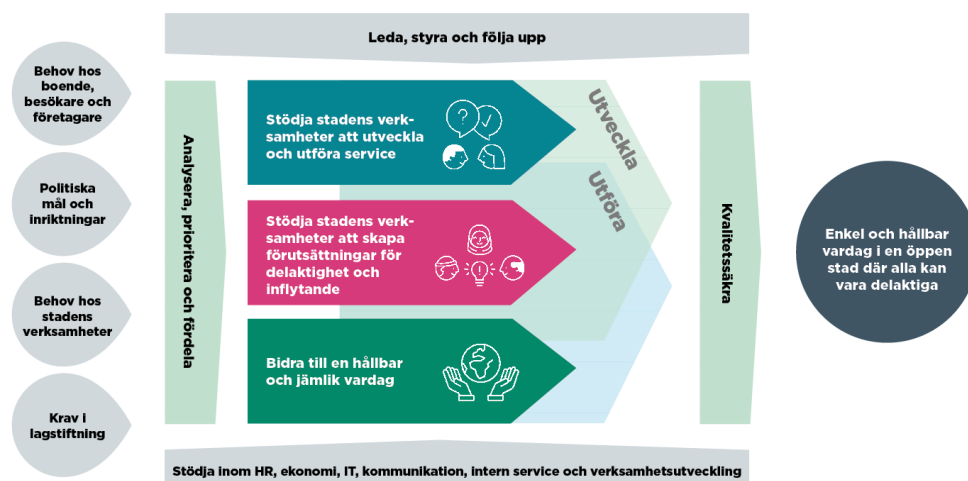 Leda, styra och följa upp
Behov hos
boende,
besökare och
företagare
Politiska
mål och
inriktningar
Behov hos
stadens
verksamheter
Krav i
lagstiftning
Analysera, prioritera och fördela
Stödja stadens verk-
samheter att utveckla
och utföra service
?
Stödja stadens verk-
samheter att skapa
förutsättningar för
delaktighet och
inflytande
Bidra till en hållbar
och jämlik vardag
Utveckla
Utföra
Kvalitetssäkra
Enkel och hållbar
vardag i en öppen
stad där alla kan
vara delaktiga
Stödja inom HR, ekonomi, IT, kommunikation, intern service och verksamhetsutveckling